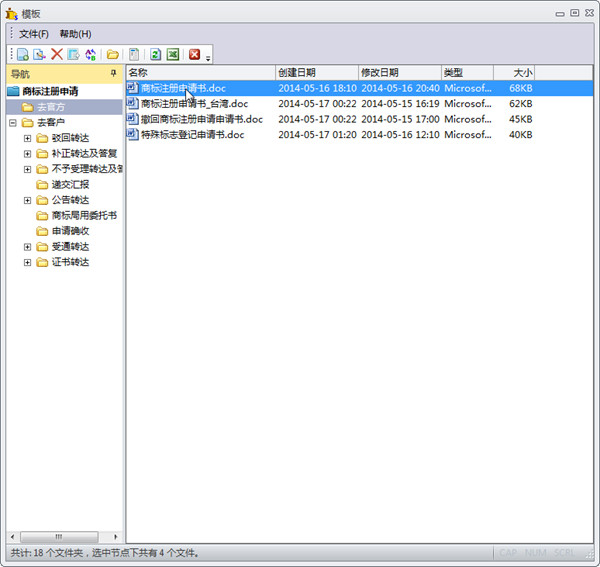 模板
文件(F) 帮助(H)
导航
商标注册申请
去官方
去客户
驳回转达
补正转达及答复
不予受理转达及答
递交汇报
公告转达
商标局用委托书
申请确收
受通转达
证书转达
名称 创建日期 修改日期 类型 大小
商标注册申请书.doc 2014-05-16 18:10 2014-05-16 20:40 Microsof... 68KB
商标注册申请书_台湾.doc 2014-05-17 00:22 2014-05-15 16:19 Microsof... 62KB
撤回商标注册申请申请书.doc 2014-05-17 00:22 2014-05-15 17:00 Microsof... 45KB
特殊标志登记申请书.doc 2014-05-17 01:20 2014-05-16 12:10 Microsof... 40KB
共计: 18 个文件夹，选中节点下共有 4 个文件。 CAP NUM SCRL